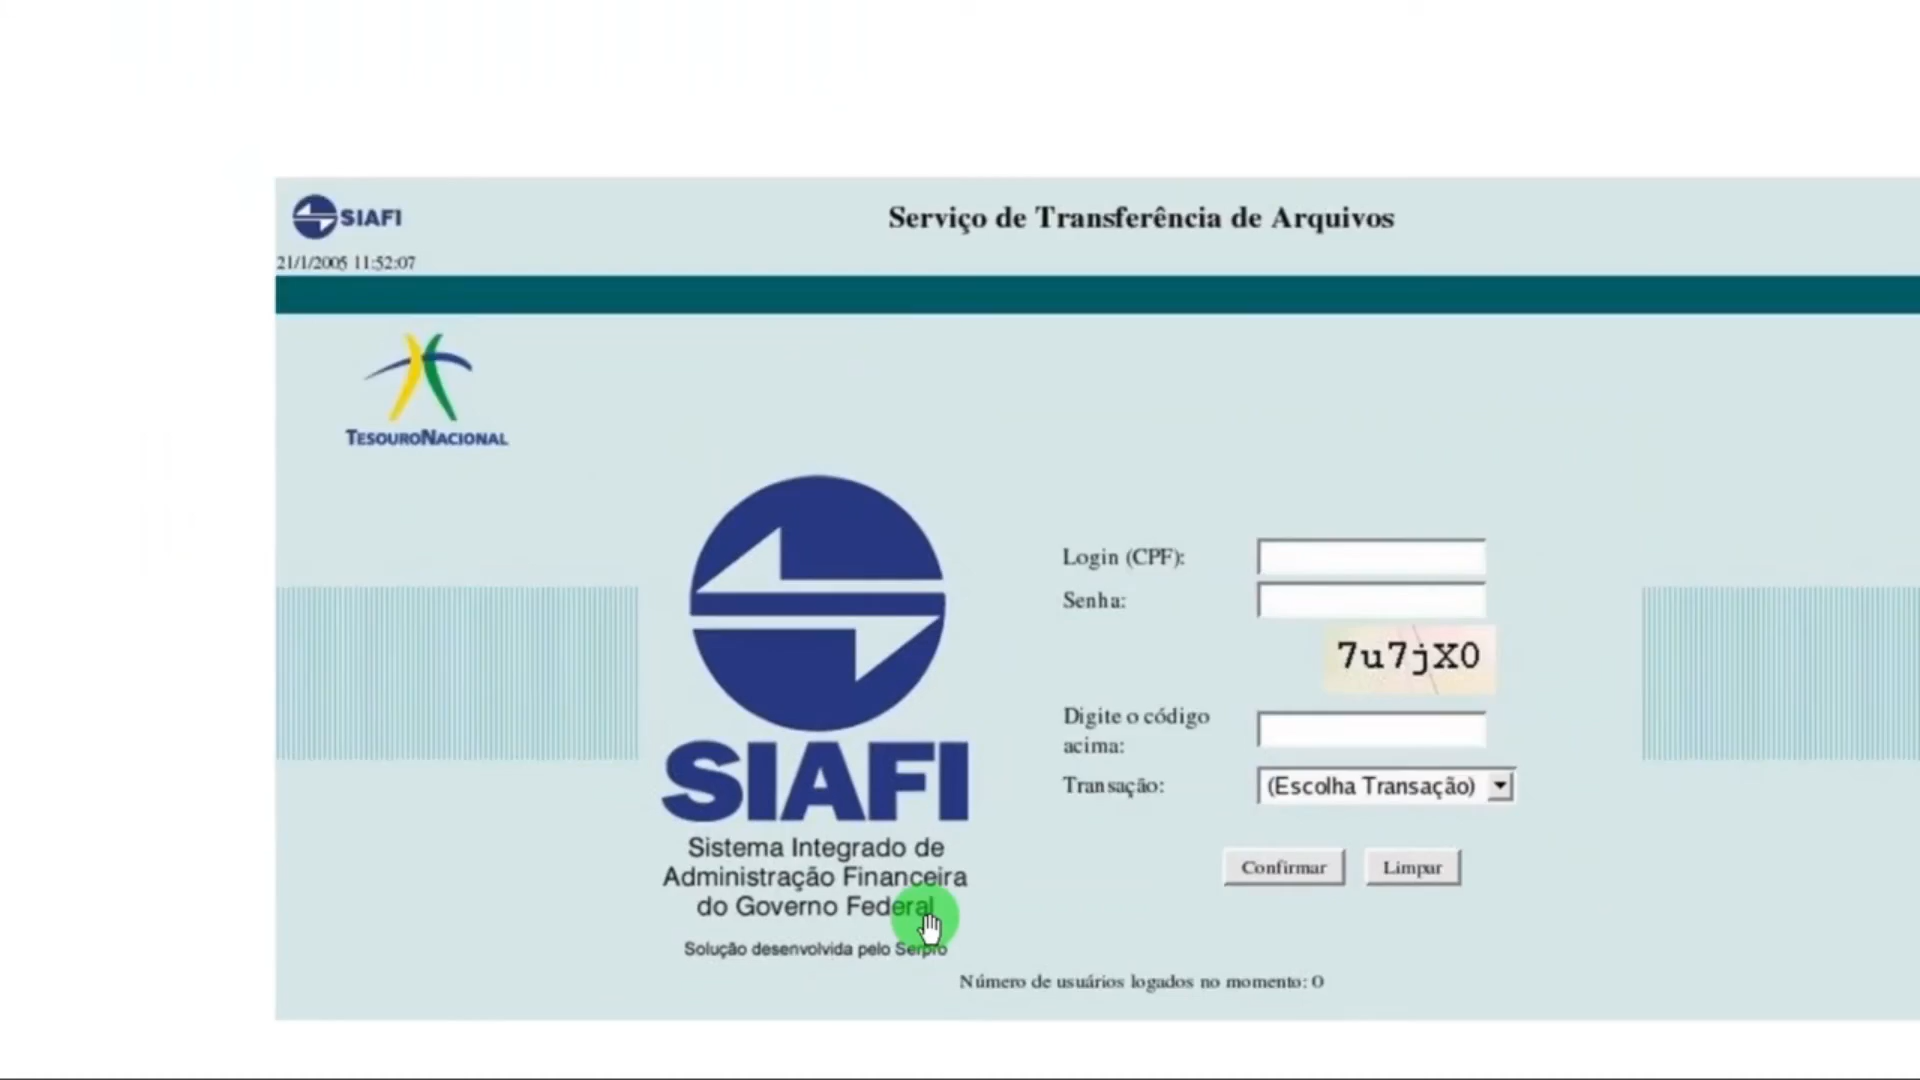 SIAFI
Serviço de Transferência de Arquivos
21/1/2005 11:52:07
TESOURONACIONAL
Login (CPF):
Senha:
7u7jX0
Digite o código
acima:
Transação: (Escolha Transação)
Confirmar Limpar
SIAFI
Sistema Integrado de
Administração Financeira
do Governo Federal
Solução desenvolvida pelo Serpro
Número de usuários logados no momento: 0